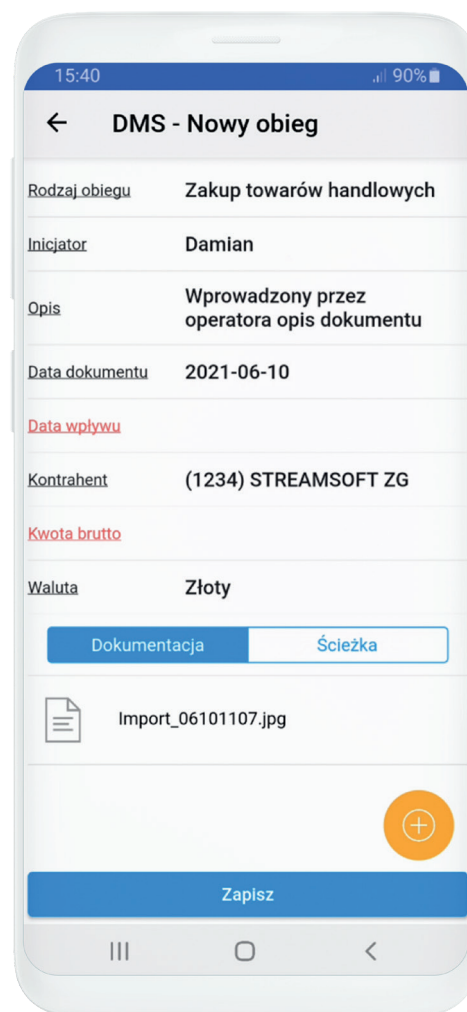 15:40 90%
DMS - Nowy obieg
Rodzaj obiegu Zakup towarów handlowych
Inicjator Damian
Opis Wprowadzony przez
operatora opis dokumentu
Data dokumentu 2021-06-10
Data wpływu
Kontrahent (1234) STREAMSOFT ZG
Kwota brutto
Waluta Złoty
Dokumentacja Ścieżka
Import_06101107.jpg
Zapisz